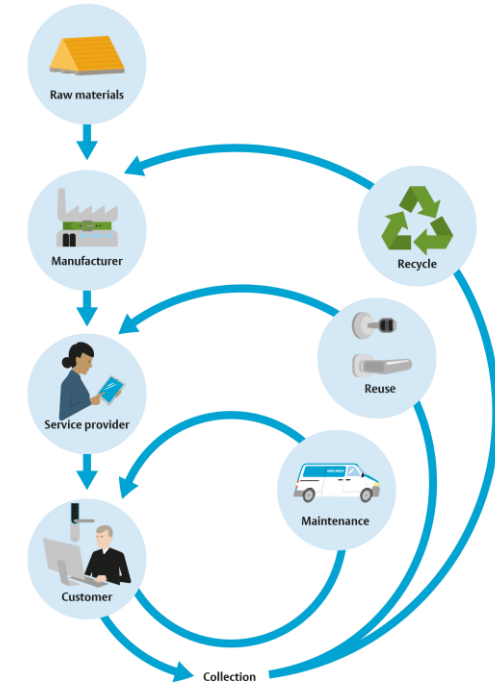 Raw materials
Manufacturer
Recycle
Reuse
Service provider
Maintenance
Customer
Collection